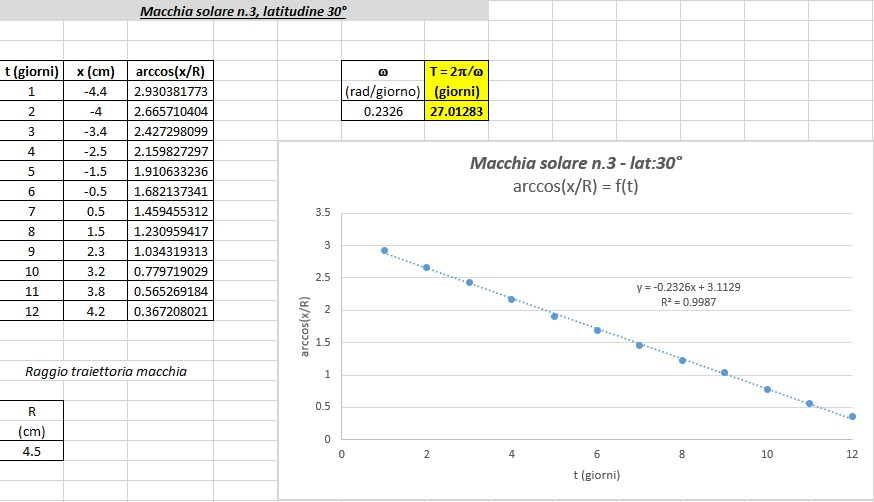 Macchia solare n.3, latitudine 30°
t (giorni) x (cm) arccos(x/R)
1 -4.4 2.930381773
2 -4 2.665710404
3 -3.4 2.427298099
4 -2.5 2.159827297
5 -1.5 1.910633236
6 -0.5 1.682137341
7 0.5 1.459455312
8 1.5 1.230959417
9 2.3 1.034319313
10 3.2 0.779719029
11 3.8 0.565269184
12 4.2 0.367208021
Raggio traiettoria macchia
R
(cm)
4.5
ω T = 2π/ω
(rad/giorno) (giorni)
0.2326 27.01283
Macchia solare n.3 - lat:30°
arccos(x/R) = f(t)
3.5
3
2.5
2
1.5
1
0.5
0
arccos(x/R)
y = -0.2326x + 3.1129
R² = 0.9987
0 2 4 6 8 10 12
t (giorni)